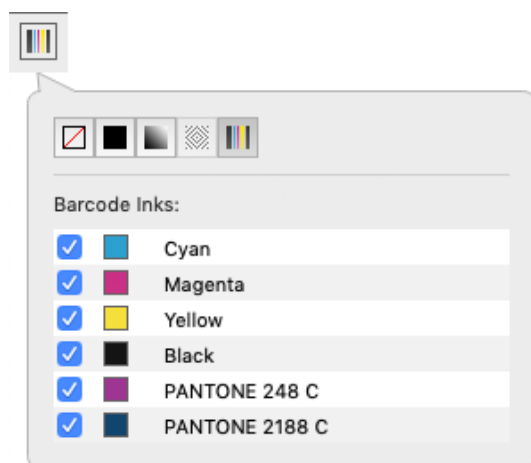 Barcode Inks:
Cyan
Magenta
Yellow
Black
PANTONE 248 C
PANTONE 2188 C